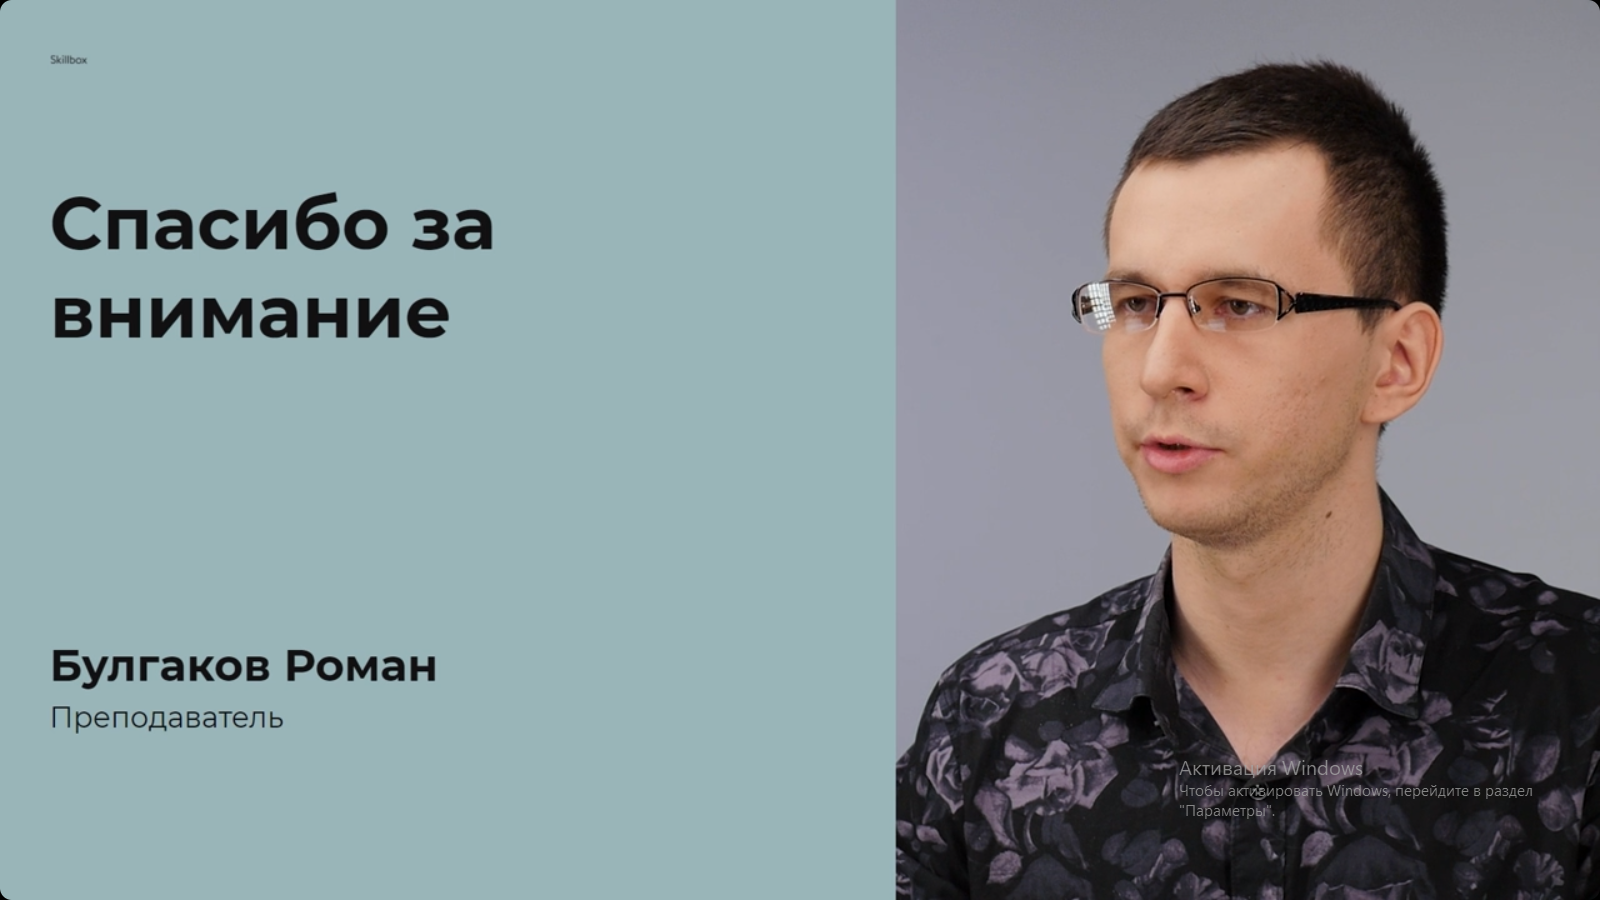 Skillbox
Спасибо за
внимание
Булгаков Роман
Преподаватель
Активация Windows
Чтобы активировать Windows, перейдите в раздел
"Параметры".